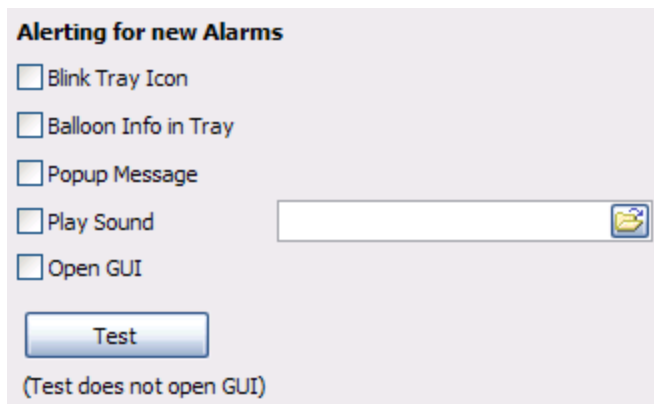 Alerting for new Alarms
Blink Tray Icon
Balloon Info in Tray
Popup Message
Play Sound
Open GUI
Test
(Test does not open GUI)